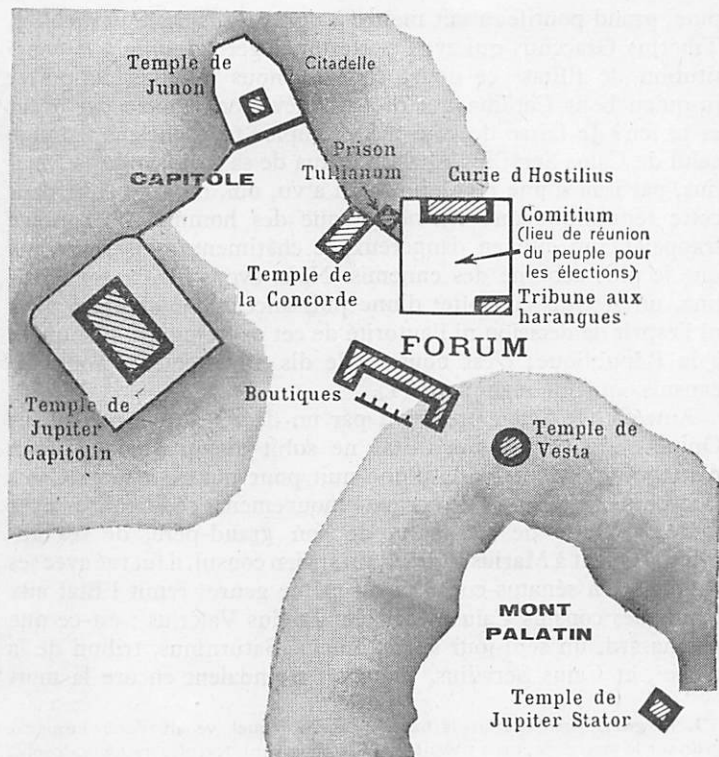 Temple de
Junon
Citadelle
CAPITOLE
Prison
Tullianum
Curie d'Hostilius
Comitium
(lieu de réunion
du peuple pour
les élections)
Temple de
la Concorde
Tribune aux
harangues
FORUM
Boutiques
Temple de
Jupiter
Capitolin
Temple de
Vesta
MONT
PALATIN
Temple de
Jupiter Stator